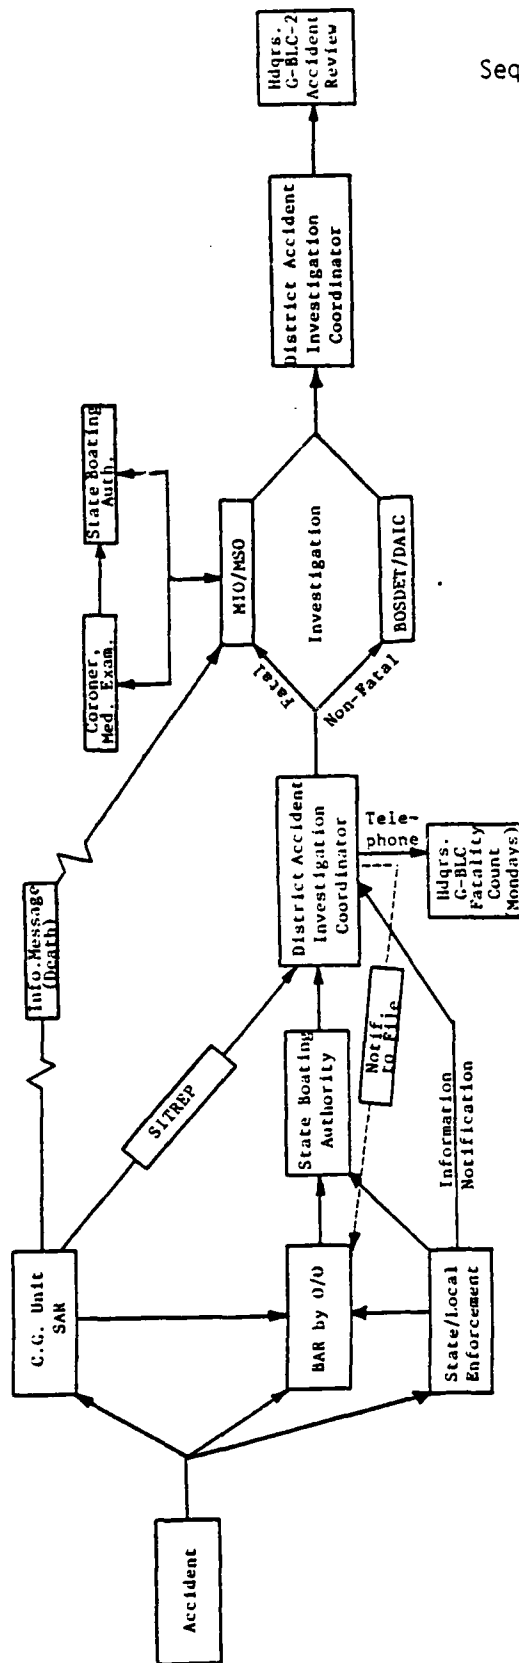 Seq
Accident
C.G. Unit
SAR
BAR by O/O
State/Local
Enforcement
Info.Message
(Death)
SITREP
State Boating
Authority
Notif.
to File
Information
Notification
District Accident
Investigation
Coordinator
Tele-
phone
Hdqrs.
G-BLC
Fatality
Count
(Mondays)
Fatal
Non-Fatal
Coroner,
Med. Exam.
State Boating
Auth.
MIO/MSO
Investigation
BOSDET/DAIC
District Accident
Investigation
Coordinator
Hdqrs.
G-BLC-2
Accident
Review